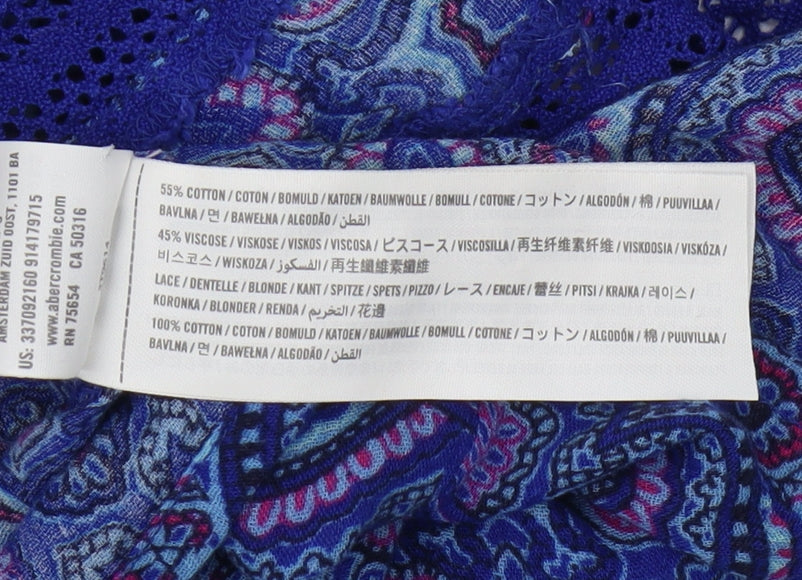 AMSTERDAM ZUID OOST, 1101 BA
US: 337092160 914179715
www.abercrombie.com
RN 75654 CA 50316
55% COTTON / COTON / BOMULD / KATOEN / BAUMWOLLE / BOMULL / COTONE / コットン / ALGODÓN / 棉 / PUUVILLAA /
BAVLNA / 면 / BAWEŁNA / ALGODÃO / القطن
45% VISCOSE / VISKOSE / VISKOS / VISCOSA / ビスコース / VISCOSILLA / 再生纤维素纤维 / VISKOOSIA / VISKÓZA /
비스코스 / WISKOZA / الفسكوز / 再生纖維素纖維
LACE / DENTELLE / BLONDE / KANT / SPITZE / SPETS / PIZZO / レース / ENCAJE / 蕾丝 / PITSI / KRAJKA / 레이스 /
KORONKA / BLONDER / RENDA / التخريم / 花邊
100% COTTON / COTON / BOMULD / KATOEN / BAUMWOLLE / BOMULL / COTONE / コットン / ALGODÓN / 棉 / PUUVILLAA /
BAVLNA / 면 / BAWEŁNA / ALGODÃO / القطن